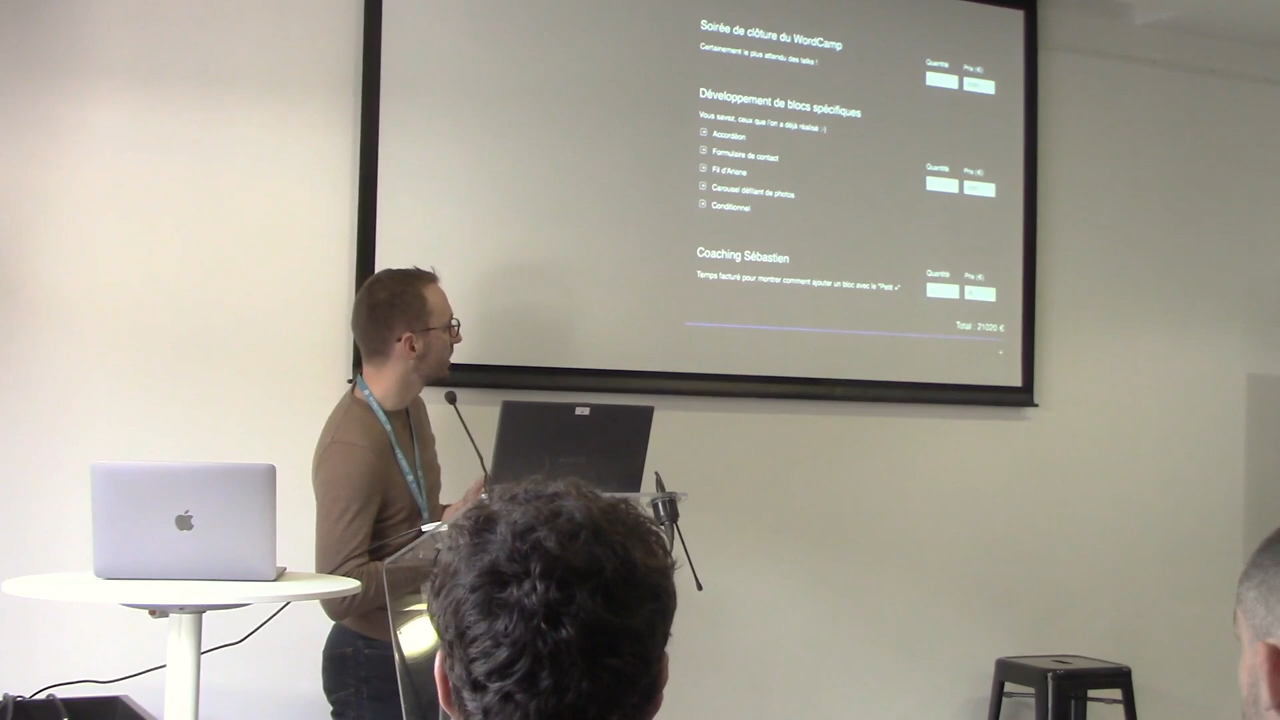 Soirée de clôture du WordCamp
Certainement le plus attendu des talks !
Quantité Prix (€)
Développement de blocs spécifiques
Vous savez, ceux que l'on a déjà réalisé :-)
Accordéon
Formulaire de contact
Fil d'Ariane
Carousel défilant de photos
Conditionnel
Quantité Prix (€)
Coaching Sébastien
Temps facturé pour montrer comment ajouter un bloc avec le "Petit +"
Quantité Prix (€)
Total : 21020 €